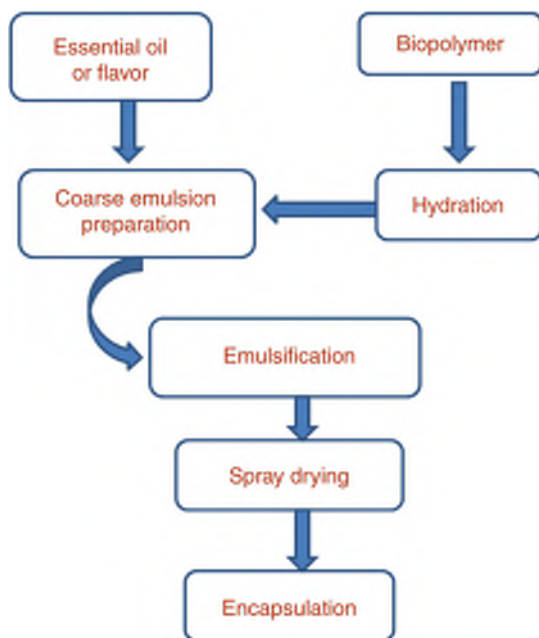 Essential oil
or flavor
Biopolymer
Coarse emulsion
preparation
Hydration
Emulsification
Spray drying
Encapsulation